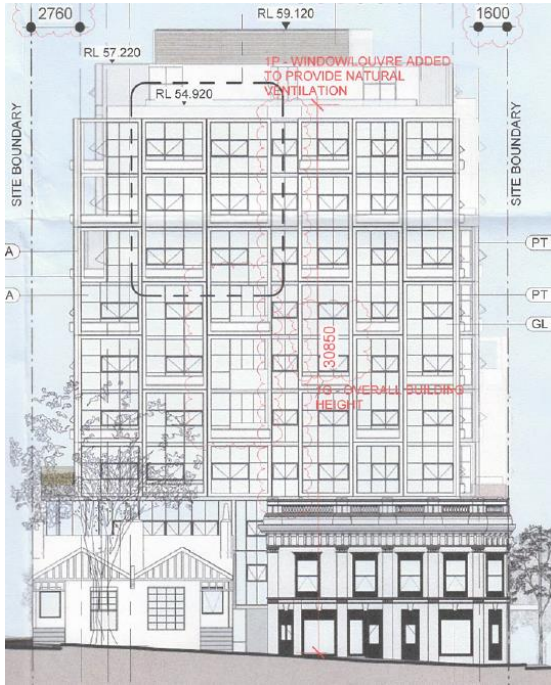 2760
RL 59.120
1600
RL 57.220
1P - WINDOW/LOUVRE ADDED
TO PROVIDE NATURAL
VENTILATION
RL 54.920
SITE BOUNDARY
SITE BOUNDARY
A
PT
A
PT
GL
30850
1G - OVERALL BUILDING
HEIGHT